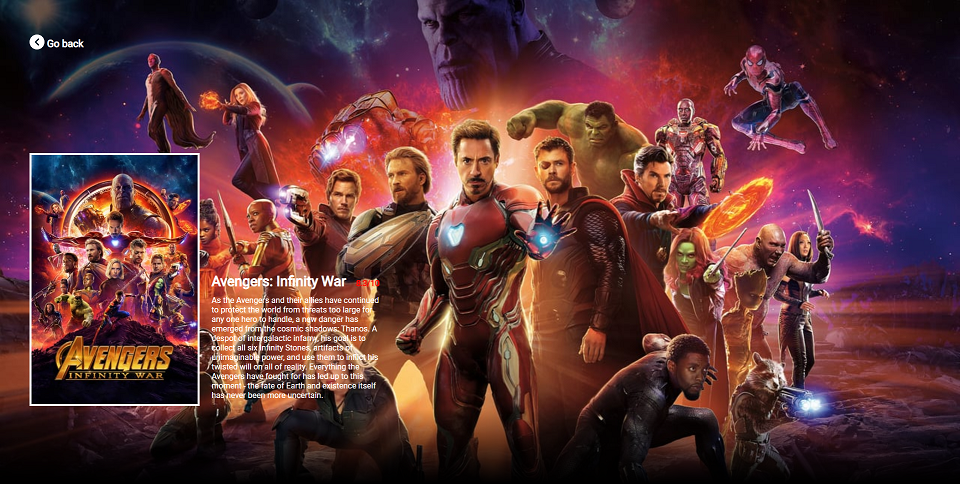 Go back
AVENGERS
INFINITY WAR
Avengers: Infinity War
As the Avengers and their allies have continued
to protect the world from threats too large for
any one hero to handle, a new danger has
emerged from the cosmic shadows: Thanos. A
despot of intergalactic infamy, his goal is to
collect all six Infinity Stones, artifacts of
unimaginable power, and use them to inflict his
twisted will on all of reality. Everything the
Avengers have fought for has led up to this
moment - the fate of Earth and existence itself
has never been more uncertain.